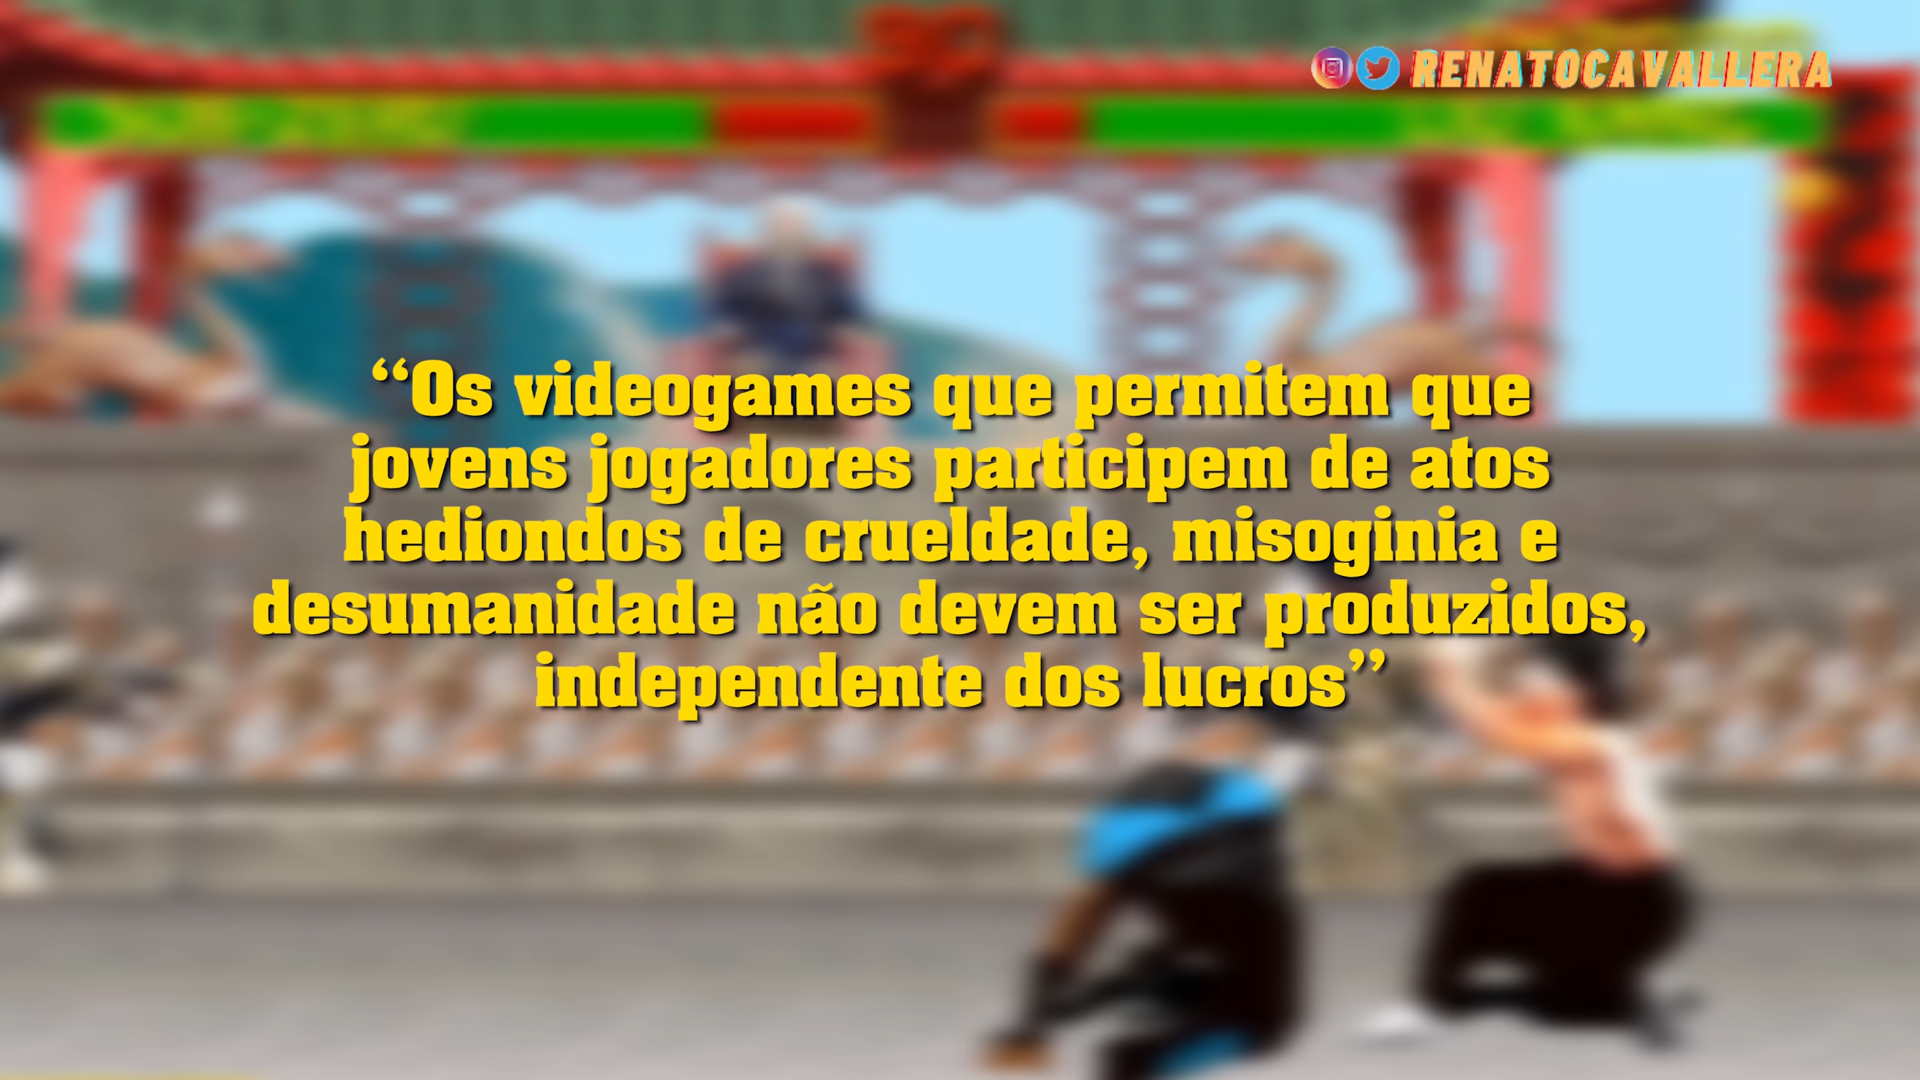 RENATOCAVALLERA
“Os videogames que permitem que
jovens jogadores participem de atos
hediondos de crueldade, misoginia e
desumanidade não devem ser produzidos,
independente dos lucros”